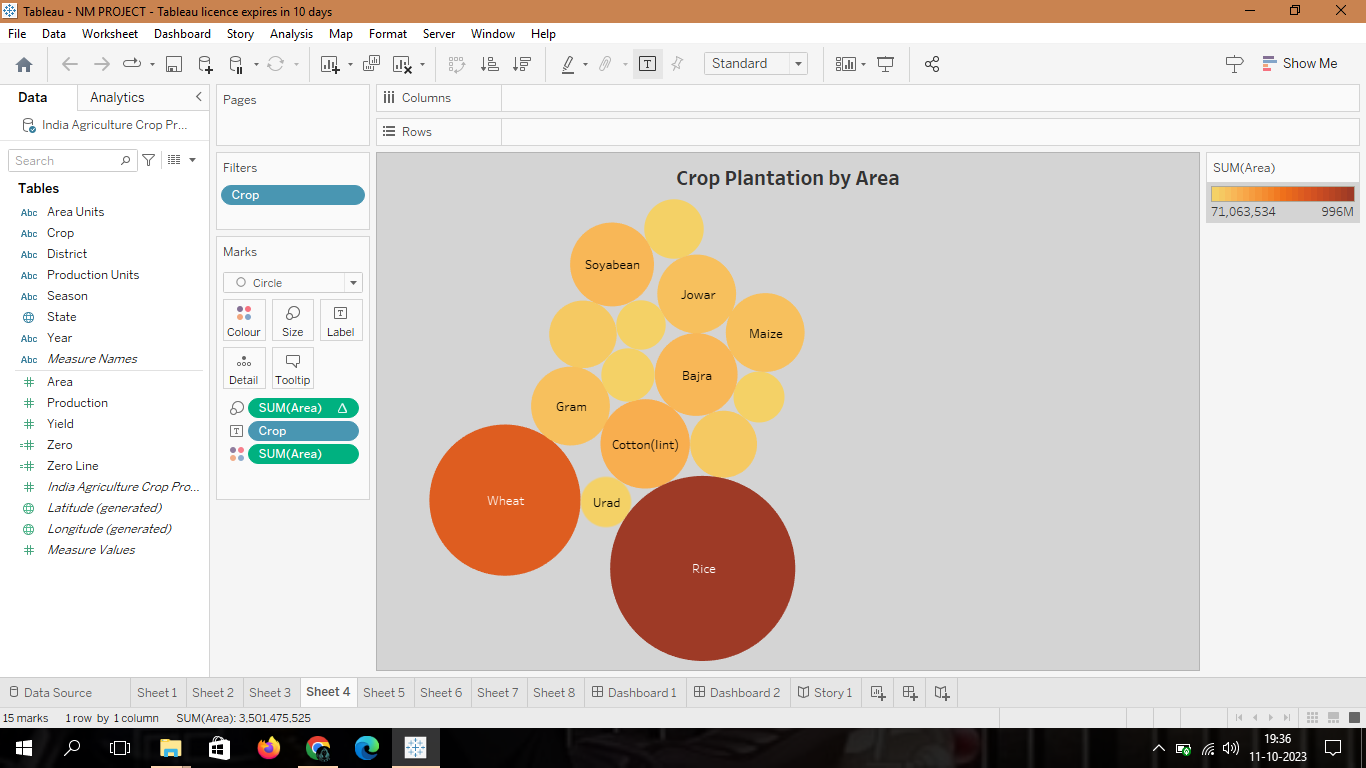 Tableau - NM PROJECT - Tableau licence expires in 10 days
File Data Worksheet Dashboard Story Analysis Map Format Server Window Help
Standard
Show Me
Data Analytics
India Agriculture Crop Pr...
Search
Tables
Abc Area Units
Abc Crop
Abc District
Abc Production Units
Abc Season
State
Abc Year
Abc Measure Names
# Area
# Production
# Yield
=# Zero
=# Zero Line
# India Agriculture Crop Pro...
Latitude (generated)
Longitude (generated)
# Measure Values
Pages
Filters
Crop
Marks
Circle
Colour Size T Label
Detail Tooltip
SUM(Area) Δ
T Crop
SUM(Area)
Columns
Rows
Crop Plantation by Area
Soyabean
Jowar
Maize
Bajra
Gram
Cotton(lint)
Wheat
Urad
Rice
SUM(Area)
71,063,534 996M
Data Source Sheet 1 Sheet 2 Sheet 3 Sheet 4 Sheet 5 Sheet 6 Sheet 7 Sheet 8 Dashboard 1 Dashboard 2 Story 1
15 marks 1 row by 1 column SUM(Area): 3,501,475,525
19:36
11-10-2023